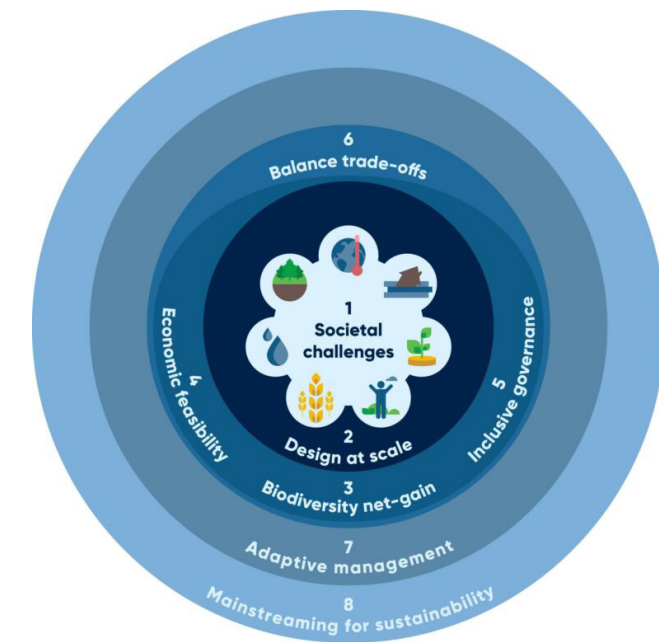 6
Balance trade-offs
1
Societal
challenges
4
Economic feasibility
5
Inclusive governance
2
Design at scale
3
Biodiversity net-gain
7
Adaptive management
8
Mainstreaming for sustainability